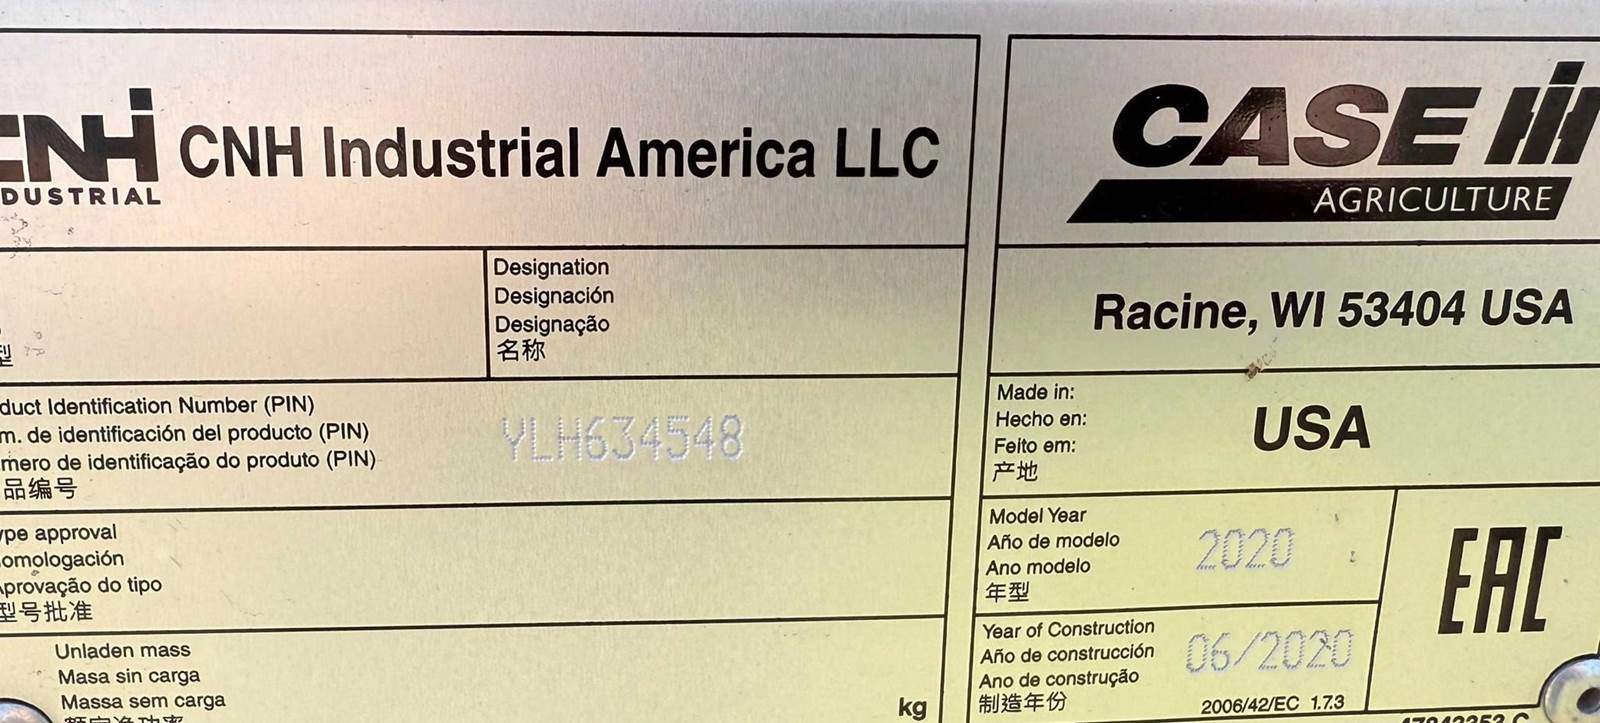 CNH CNH Industrial America LLC
DUSTRIAL
Designation
Designación
Designação
名称
型
duct Identification Number (PIN)
m. de identificación del producto (PIN)
mero de identificação do produto (PIN)
品编号
YLH634548
ype approval
omologación
provação do tipo
型号批准
Unladen mass
Masa sin carga
Massa sem carga
kg
CASE IH
AGRICULTURE
Racine, WI 53404 USA
Made in:
Hecho en:
Feito em:
产地
USA
Model Year
Año de modelo
Ano modelo
年型
2020
EAC
Year of Construction
Año de construcción
Ano de construção
制造年份
06/2020
2006/42/EC 1.7.3